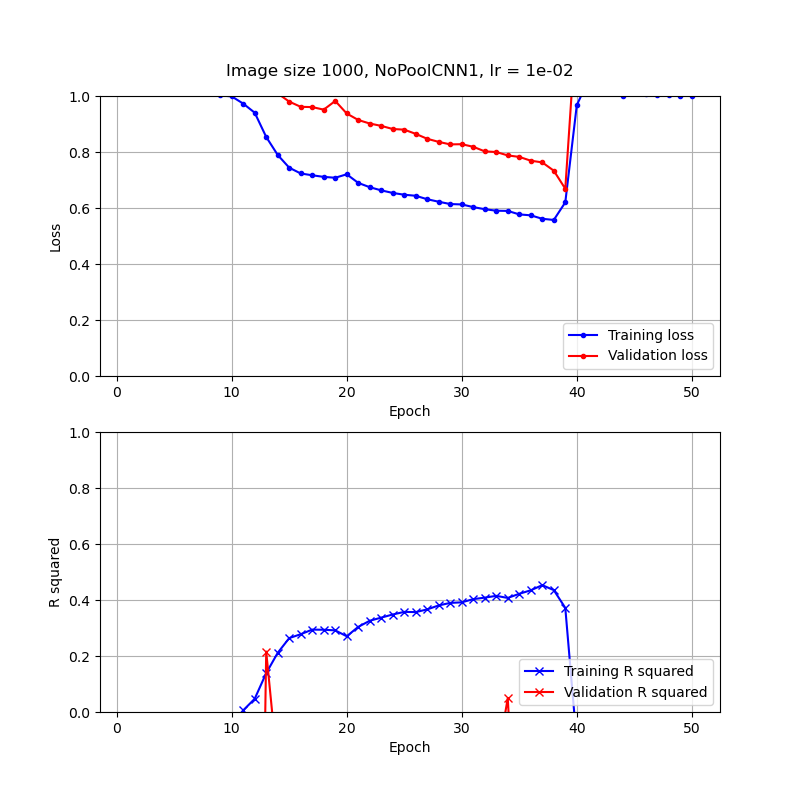 Image size 1000, NoPoolCNN1, lr = 1e-02
1.0
0.8
0.6
0.4
0.2
0.0
Loss
Training loss
Validation loss
0 10 20 30 40 50
Epoch
1.0
0.8
0.6
0.4
0.2
0.0
R squared
Training R squared
Validation R squared
0 10 20 30 40 50
Epoch